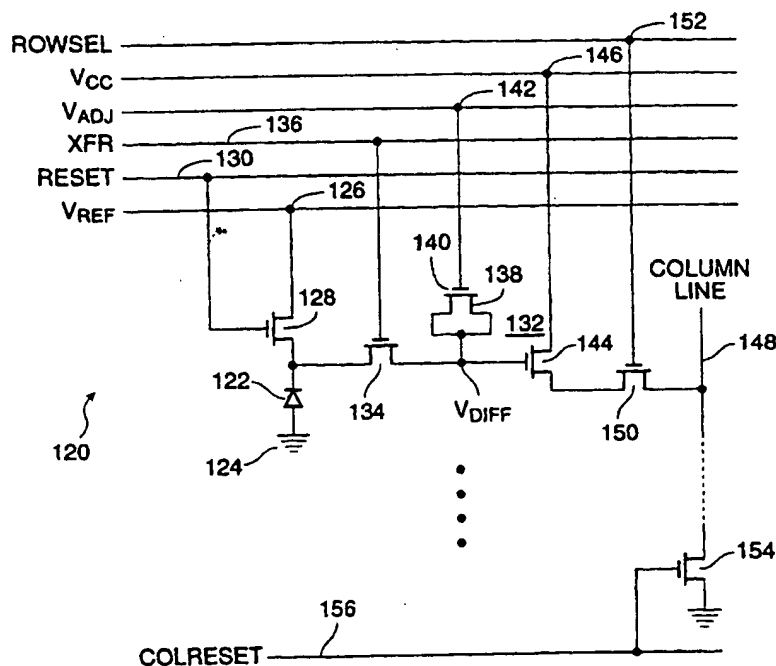 ROWSEL
152
VCC
146
VADJ
142
XFR
136
RESET
130
VREF
126
140
138
COLUMN
LINE
128
132
144
148
122
134
VDIFF
150
120
124
154
156
COLRESET